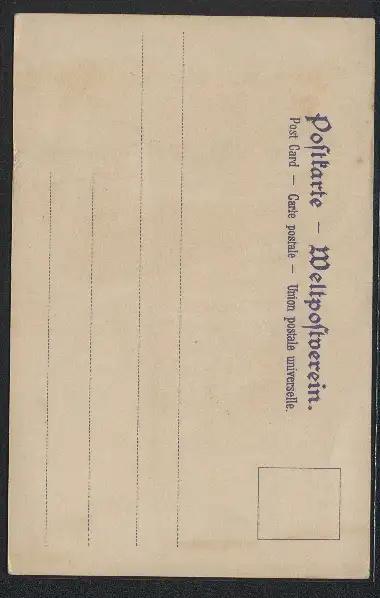 Poſtkarte – Weltpoſtverein.
Post Card – Carte postale – Union postale universelle.